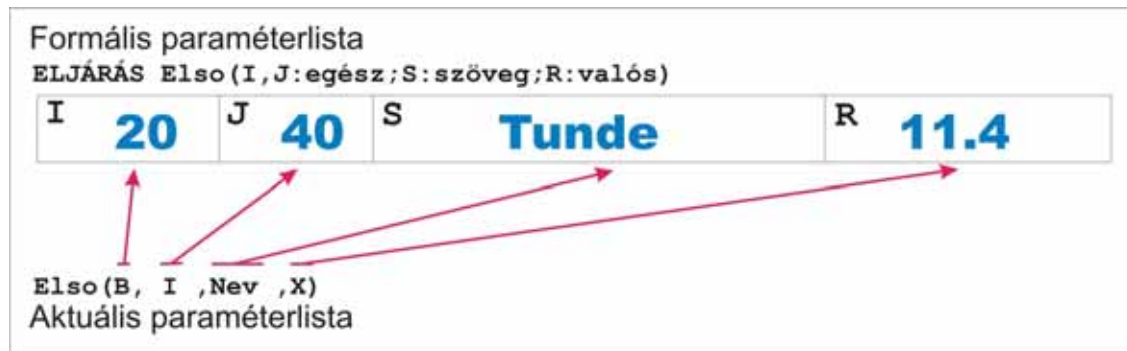 Formális paraméterlista
ELJÁRÁS Elso(I,J:egész;S:szöveg;R:valós)
I 20 J 40 S Tunde R 11.4
Elso(B, I ,Nev ,X)
Aktuális paraméterlista